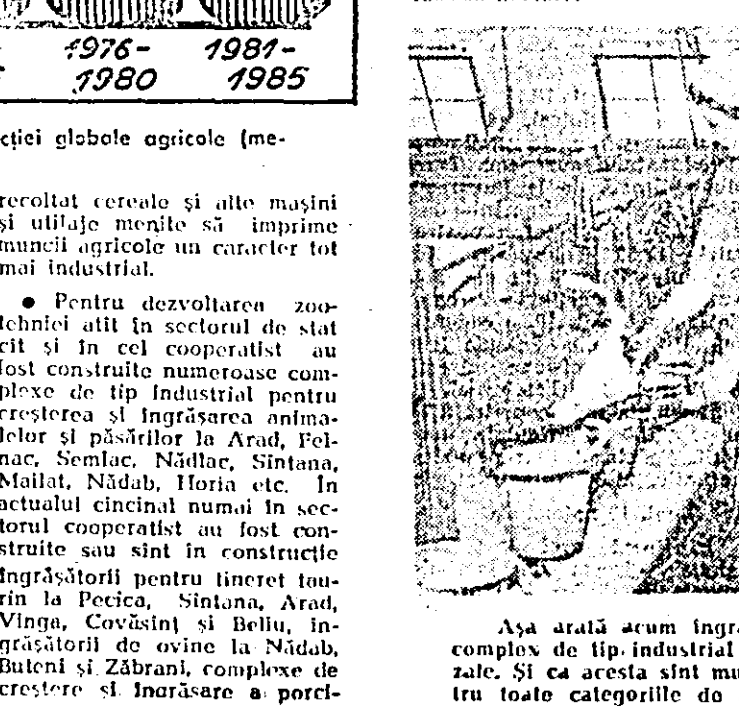 1976- 1981-
1980 1985
cției globale agricole (me-
recoltat cereale și alte mașini
și utilaje menite să imprime
muncii agricole un caracter tot
mai industrial.
● Pentru dezvoltarea zoo-
tehniei atît în sectorul de stat
cît și în cel cooperatist au
fost construite numeroase com-
plexe de tip industrial pentru
creșterea și îngrășarea anima-
lelor și păsărilor la Arad, Fel-
nac, Semlac, Nădlac, Sîntana,
Mailat, Nădab, Horia etc. În
actualul cincinal numai în sec-
torul cooperatist au fost con-
struite sau sînt în construcție
îngrășătorii pentru tineret tau-
rin la Pecica, Sîntana, Arad,
Vinga, Covăsinț și Beliu, în-
grășătorii de ovine la Nădab,
Buteni și Zăbrani, complexe de
creștere și îngrășare a porci-
Așa arată acum îngră
complex de tip industrial
zale. Și ca acesta sînt mu
tru toate categoriile de